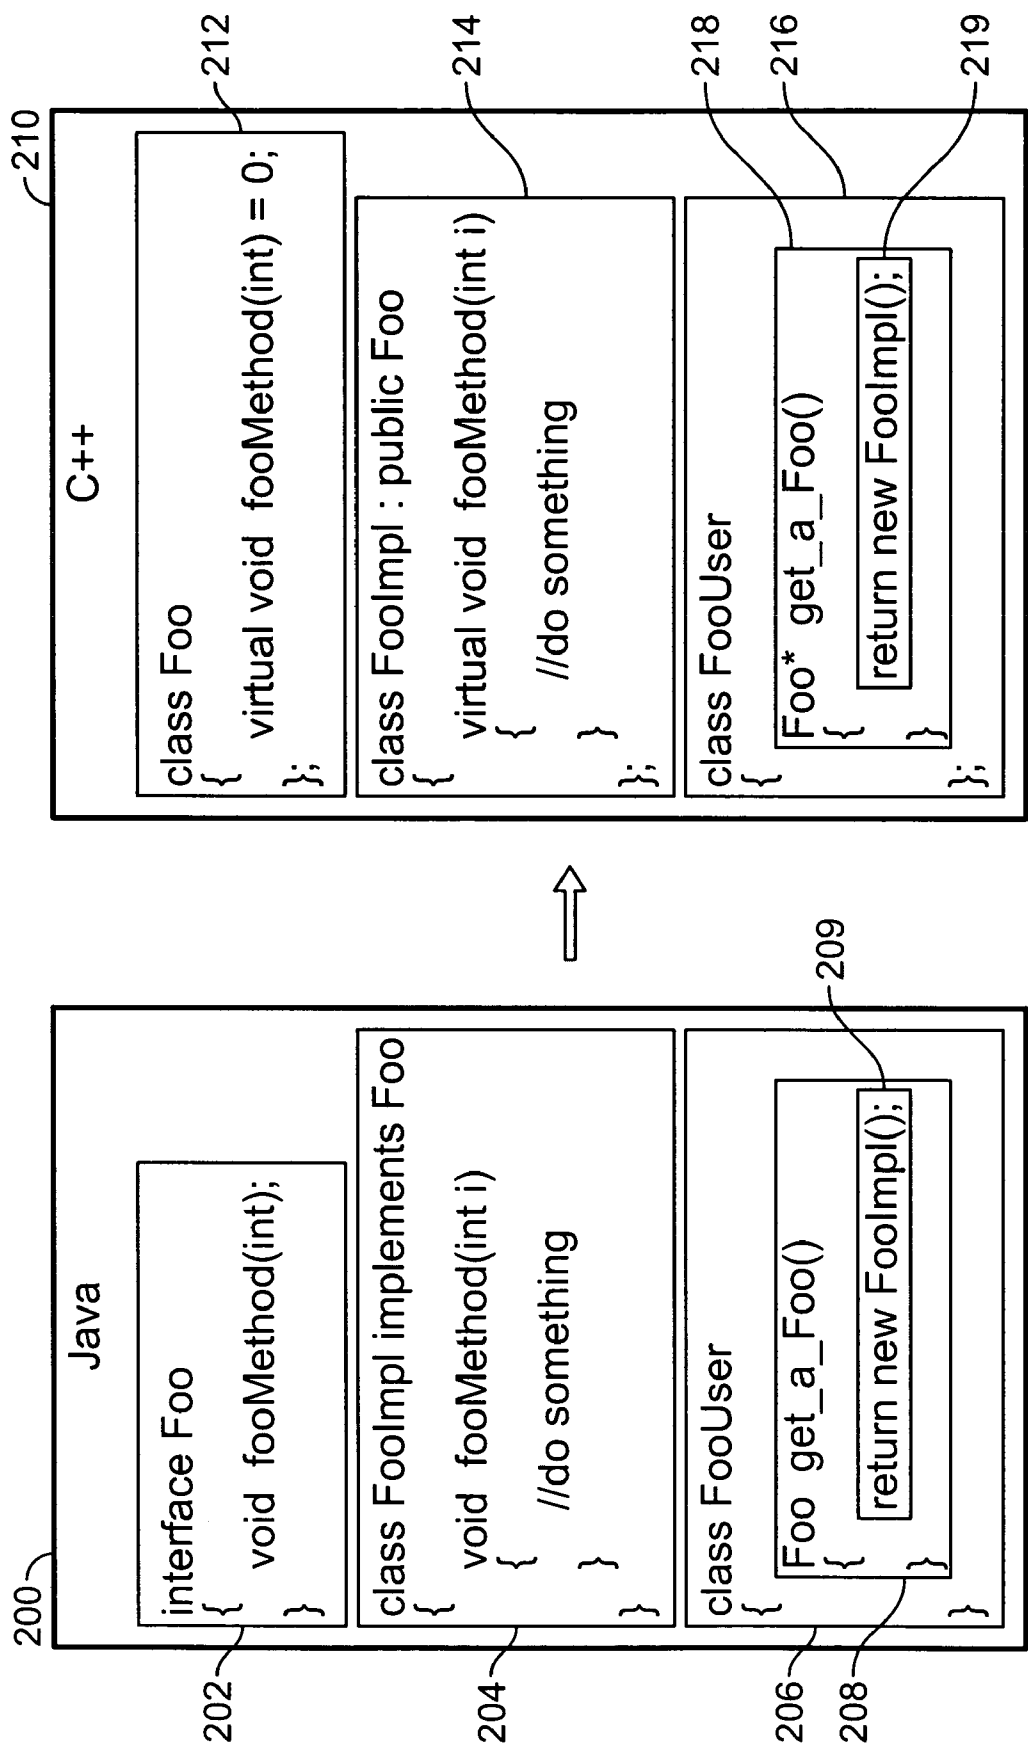 200
Java
202
interface Foo
{
void fooMethod(int);
}
204
class FooImpl implements Foo
{
void fooMethod(int i)
{
//do something
}
}
206
class FooUser
{
208
Foo get_a_Foo()
{
209
return new FooImpl();
}
}
210
C++
212
class Foo
{
virtual void fooMethod(int) = 0;
};
214
class FooImpl : public Foo
{
virtual void fooMethod(int i)
{
//do something
}
};
216
class FooUser
{
218
Foo* get_a_Foo()
{
219
return new FooImpl();
}
};